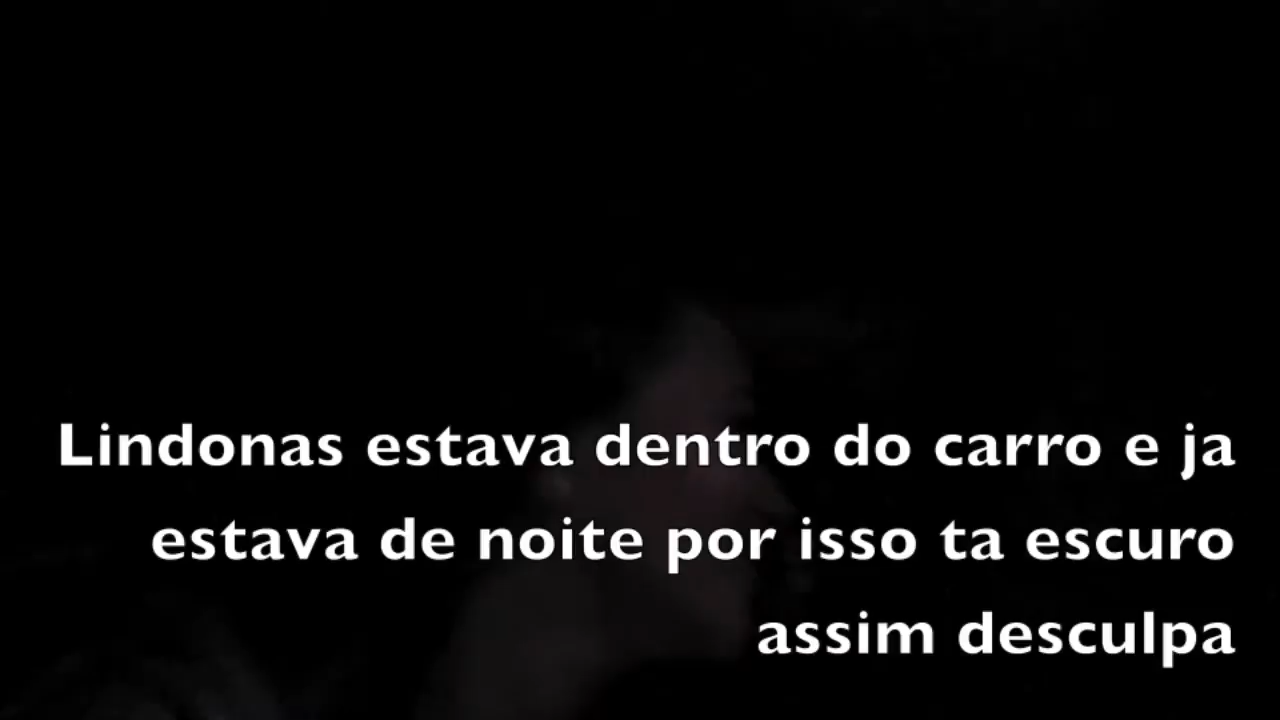 Lindonas estava dentro do carro e ja
estava de noite por isso ta escuro
assim desculpa